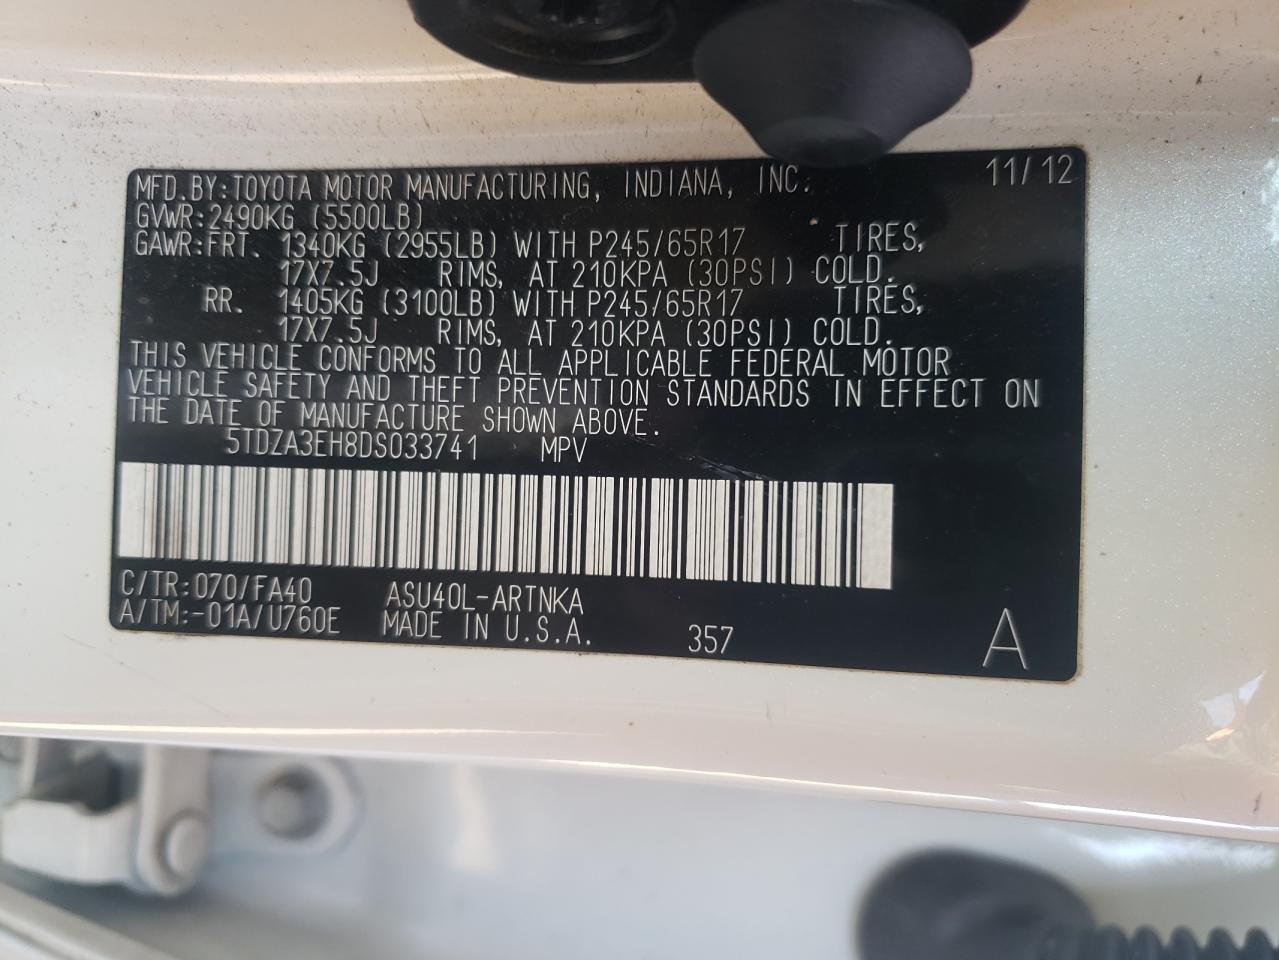 MFD.BY:TOYOTA MOTOR MANUFACTURING, INDIANA, INC. 11/12
GVWR:2490KG (5500LB)
GAWR:FRT. 1340KG (2955LB) WITH P245/65R17 TIRES,
17X7.5J RIMS, AT 210KPA (30PSI) COLD.
RR. 1405KG (3100LB) WITH P245/65R17 TIRES,
17X7.5J RIMS, AT 210KPA (30PSI) COLD.
THIS VEHICLE CONFORMS TO ALL APPLICABLE FEDERAL MOTOR
VEHICLE SAFETY AND THEFT PREVENTION STANDARDS IN EFFECT ON
THE DATE OF MANUFACTURE SHOWN ABOVE.
5TDZA3EH8DS033741 MPV
C/TR:070/FA40 ASU40L-ARTNKA
A/TM:-01A/U760E MADE IN U.S.A. 357 A